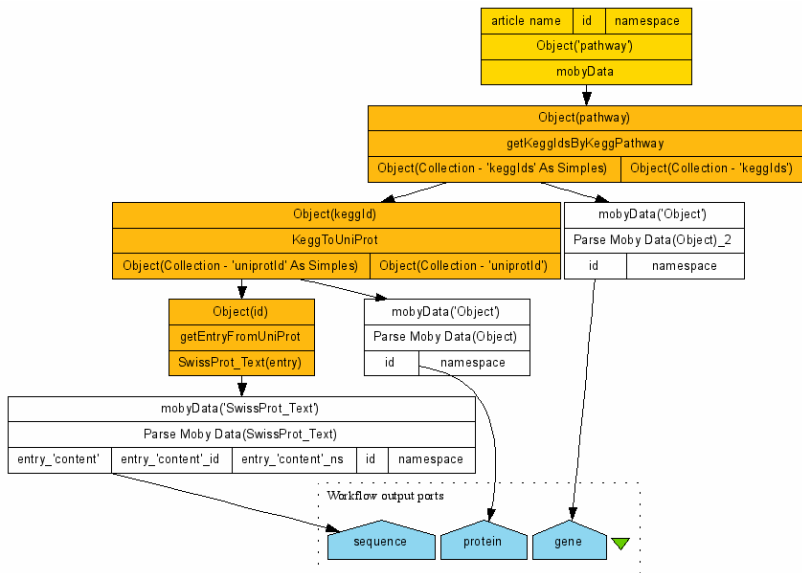 article name id namespace
Object('pathway')
mobyData
Object(pathway)
getKeggIdsByKeggPathway
Object(Collection - 'keggIds' As Simples) Object(Collection - 'keggIds')
Object(keggId)
KeggToUniProt
Object(Collection - 'uniprotId' As Simples) Object(Collection - 'uniprotId')
mobyData('Object')
Parse Moby Data(Object)_2
id namespace
Object(id)
getEntryFromUniProt
SwissProt_Text(entry)
mobyData('Object')
Parse Moby Data(Object)
id namespace
mobyData('SwissProt_Text')
Parse Moby Data(SwissProt_Text)
entry_'content' entry_'content'_id entry_'content'_ns id namespace
Workflow output ports
sequence protein gene